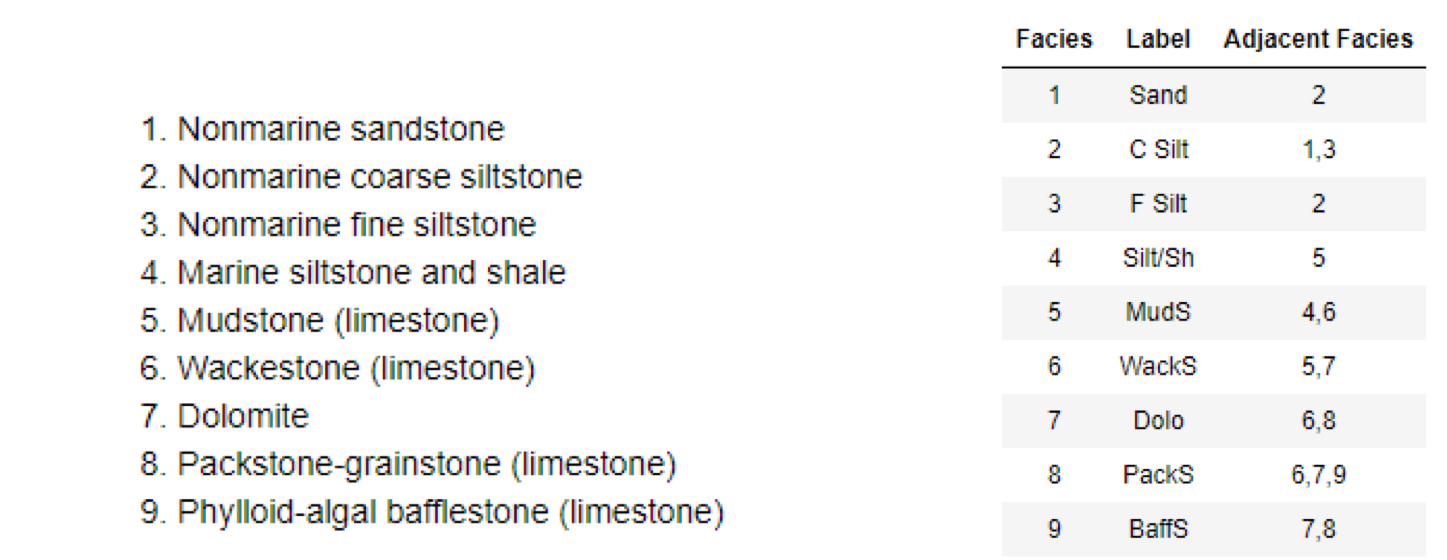 1. Nonmarine sandstone
2. Nonmarine coarse siltstone
3. Nonmarine fine siltstone
4. Marine siltstone and shale
5. Mudstone (limestone)
6. Wackestone (limestone)
7. Dolomite
8. Packstone-grainstone (limestone)
9. Phylloid-algal bafflestone (limestone)
Facies Label Adjacent Facies
1 Sand 2
2 C Silt 1,3
3 F Silt 2
4 Silt/Sh 5
5 MudS 4,6
6 WackS 5,7
7 Dolo 6,8
8 PackS 6,7,9
9 BaffS 7,8